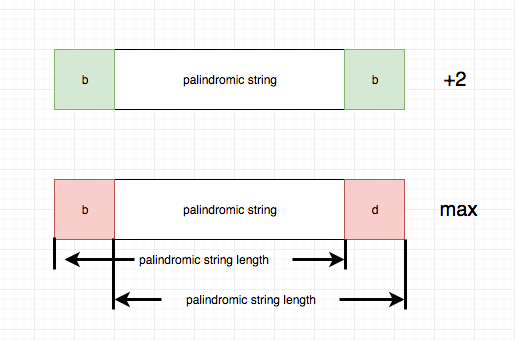 b palindromic string b +2
b palindromic string d max
palindromic string length
palindromic string length